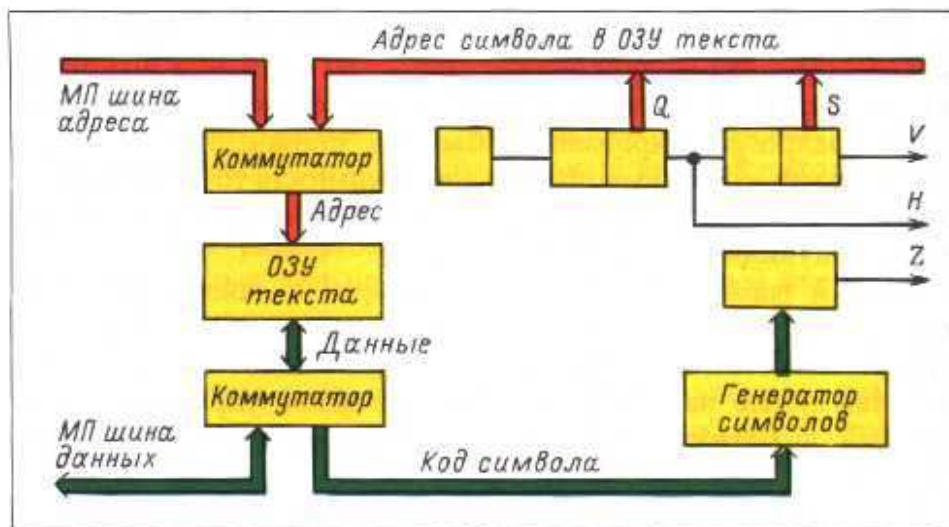 Адрес символа в ОЗУ текста
МП шина
адреса
Q
S
Коммутатор
V
H
Адрес
Z
ОЗУ
текста
Данные
Коммутатор
Генератор
символов
МП шина
данных
Код символа